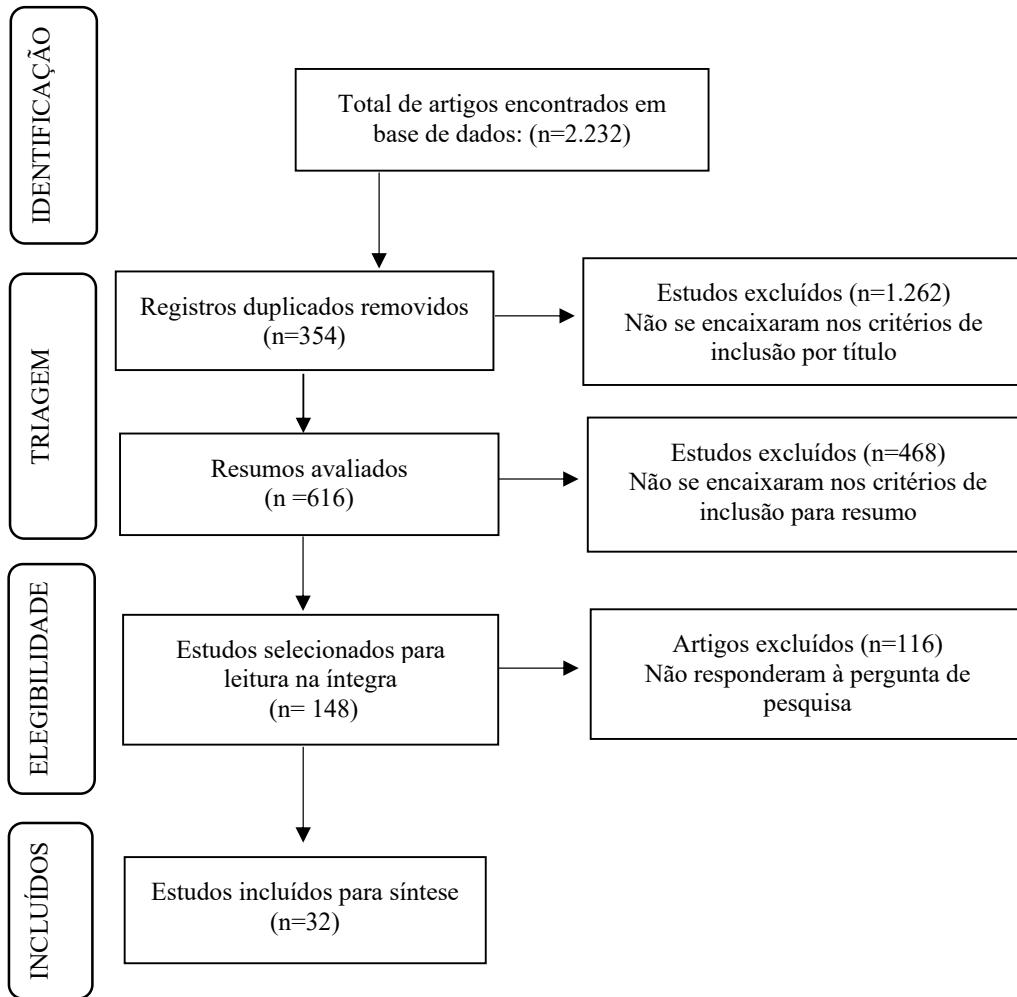 IDENTIFICAÇÃO
Total de artigos encontrados em
base de dados: (n=2.232)
TRIAGEM
Registros duplicados removidos
(n=354)
Estudos excluídos (n=1.262)
Não se encaixaram nos critérios de
inclusão por título
Resumos avaliados
(n =616)
Estudos excluídos (n=468)
Não se encaixaram nos critérios de
inclusão para resumo
ELEGIBILIDADE
Estudos selecionados para
leitura na íntegra
(n= 148)
Artigos excluídos (n=116)
Não responderam à pergunta de
pesquisa
INCLUÍDOS
Estudos incluídos para síntese
(n=32)